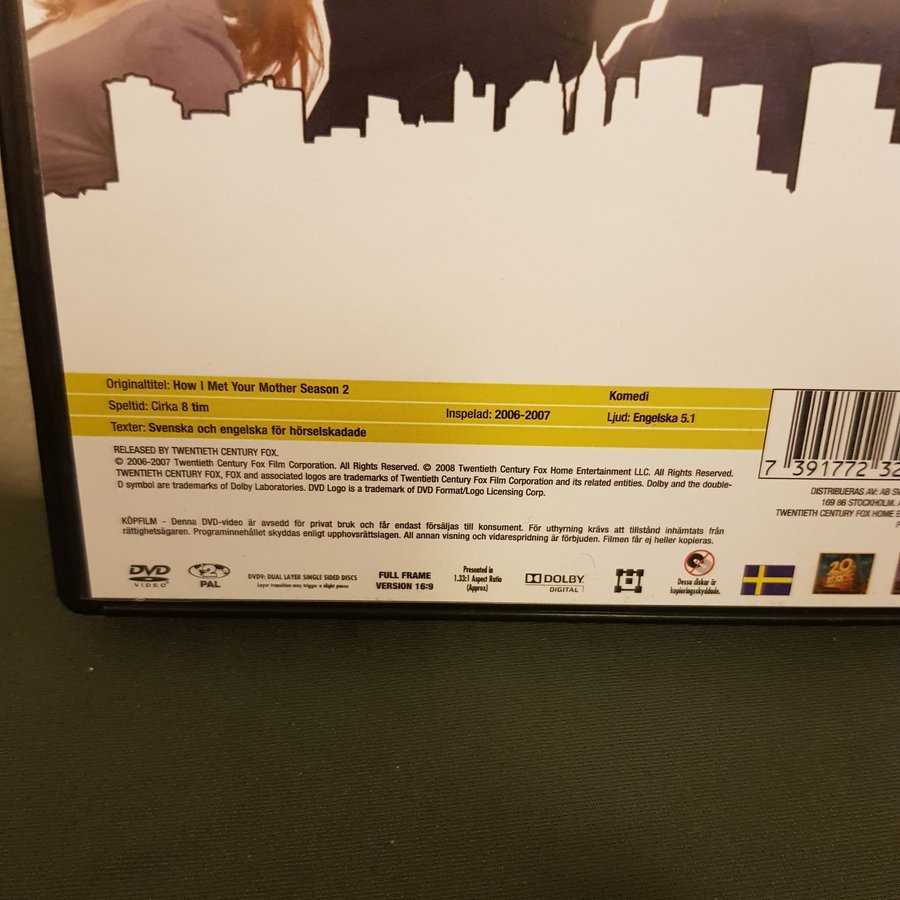 Originaltitel: How I Met Your Mother Season 2
Speltid: Cirka 8 tim
Komedi
Inspelad: 2006-2007
Ljud: Engelska 5.1
Texter: Svenska och engelska för hörselskadade
RELEASED BY TWENTIETH CENTURY FOX.
© 2006-2007 Twentieth Century Fox Film Corporation. All Rights Reserved. © 2008 Twentieth Century Fox Home Entertainment LLC. All Rights Reserved.
TWENTIETH CENTURY FOX, FOX and associated logos are trademarks of Twentieth Century Fox Film Corporation and its related entities. Dolby and the double-
D symbol are trademarks of Dolby Laboratories. DVD Logo is a trademark of DVD Format/Logo Licensing Corp.
KÖPFILM - Denna DVD-video är avsedd för privat bruk och får endast försäljas till konsument. För uthyrning krävs att tillstånd inhämtats från
rättighetsägaren. Programinnehållet skyddas enligt upphovsrättslagen. All annan visning och vidarespridning är förbjuden. Filmen får ej heller kopieras.
7 391772 32
DISTRIBUERAS AV: AB
169 86 STOCKHOLM.
TWENTIETH CENTURY FOX HOME
DVD
VIDEO
PAL
DVD9: DUAL LAYER SINGLE SIDED DISCS
Layer transition may trigger a slight pause
FULL FRAME
VERSION 16:9
Presented in
1.33:1 Aspect Ratio
(Approx)
DOLBY
DIGITAL
Dessa diskar är
kopieringsskyddade.
20